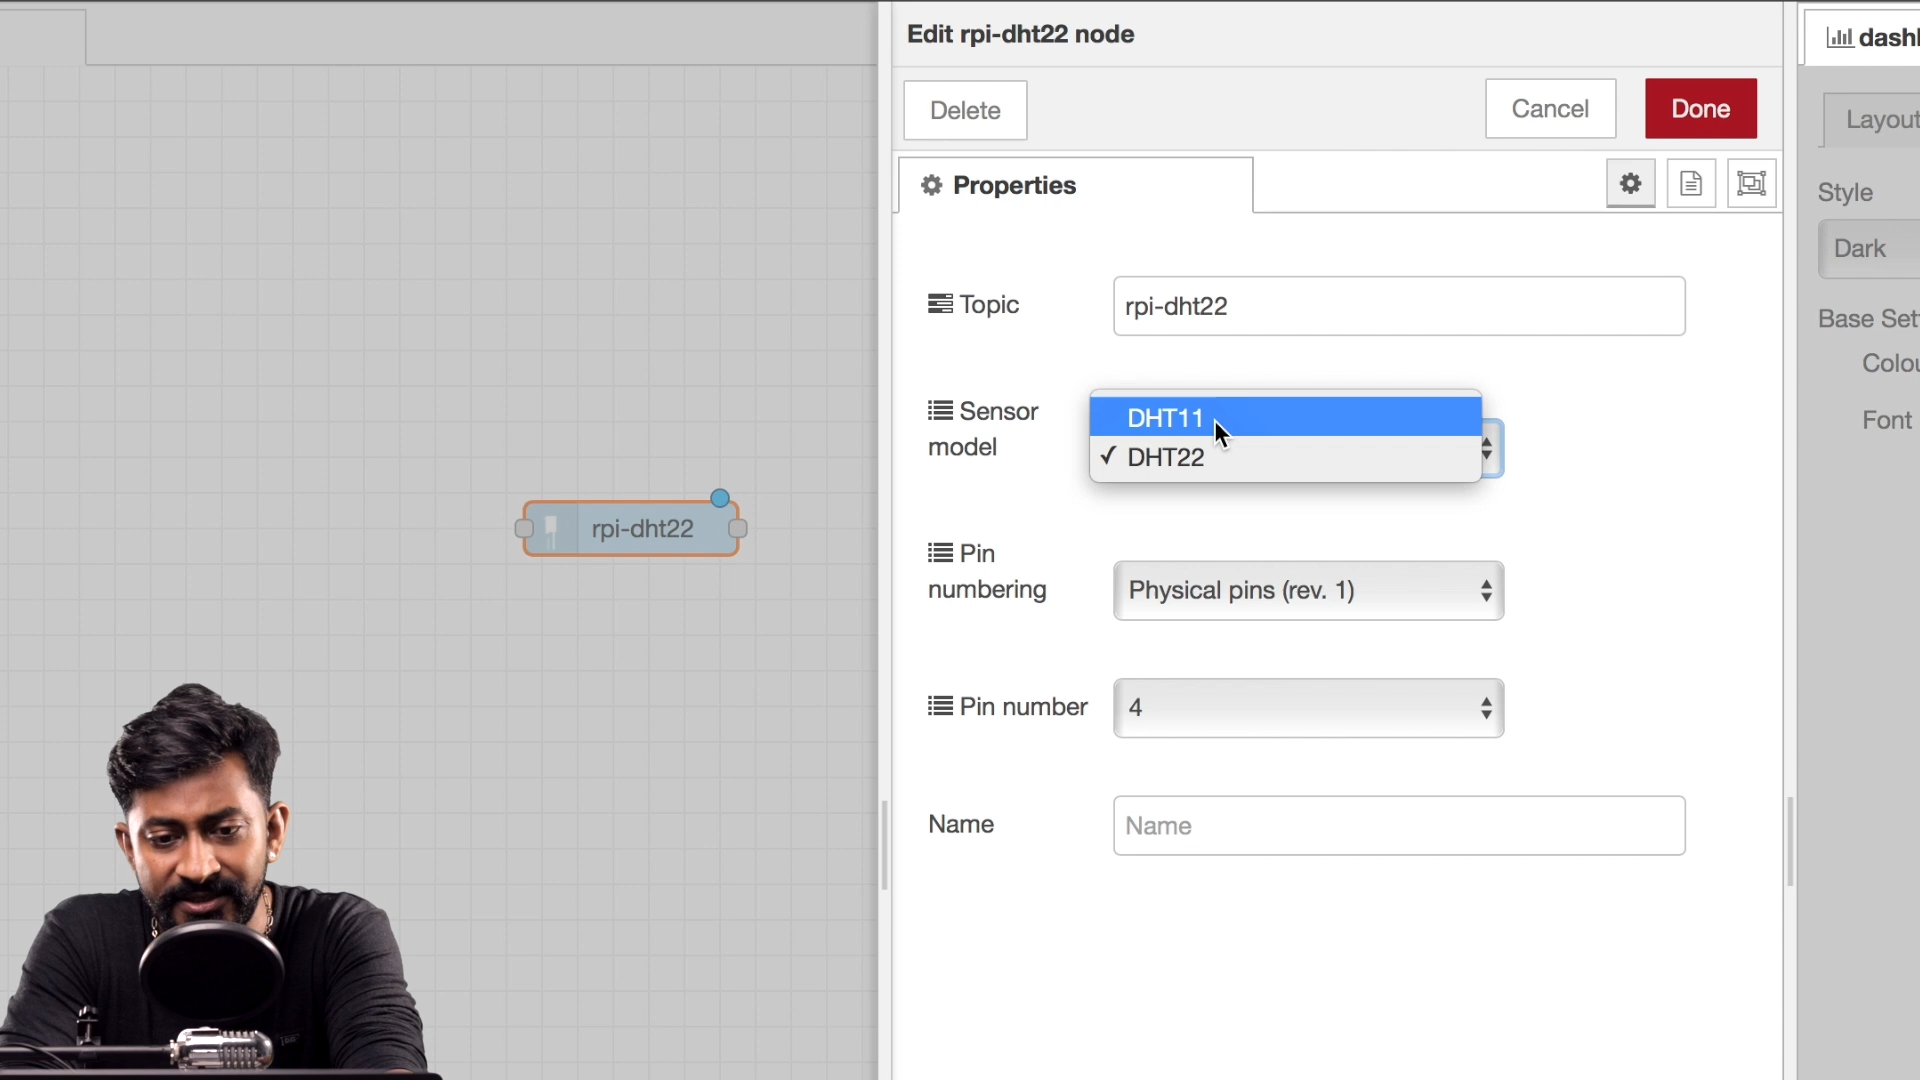 Edit rpi-dht22 node
dashl
Delete
Cancel
Done
Layout
Properties
Style
Dark
Topic
rpi-dht22
Base Set
Colou
Font
Sensor
model
DHT11
✓ DHT22
rpi-dht22
Pin
numbering
Physical pins (rev. 1)
Pin number
4
Name
Name